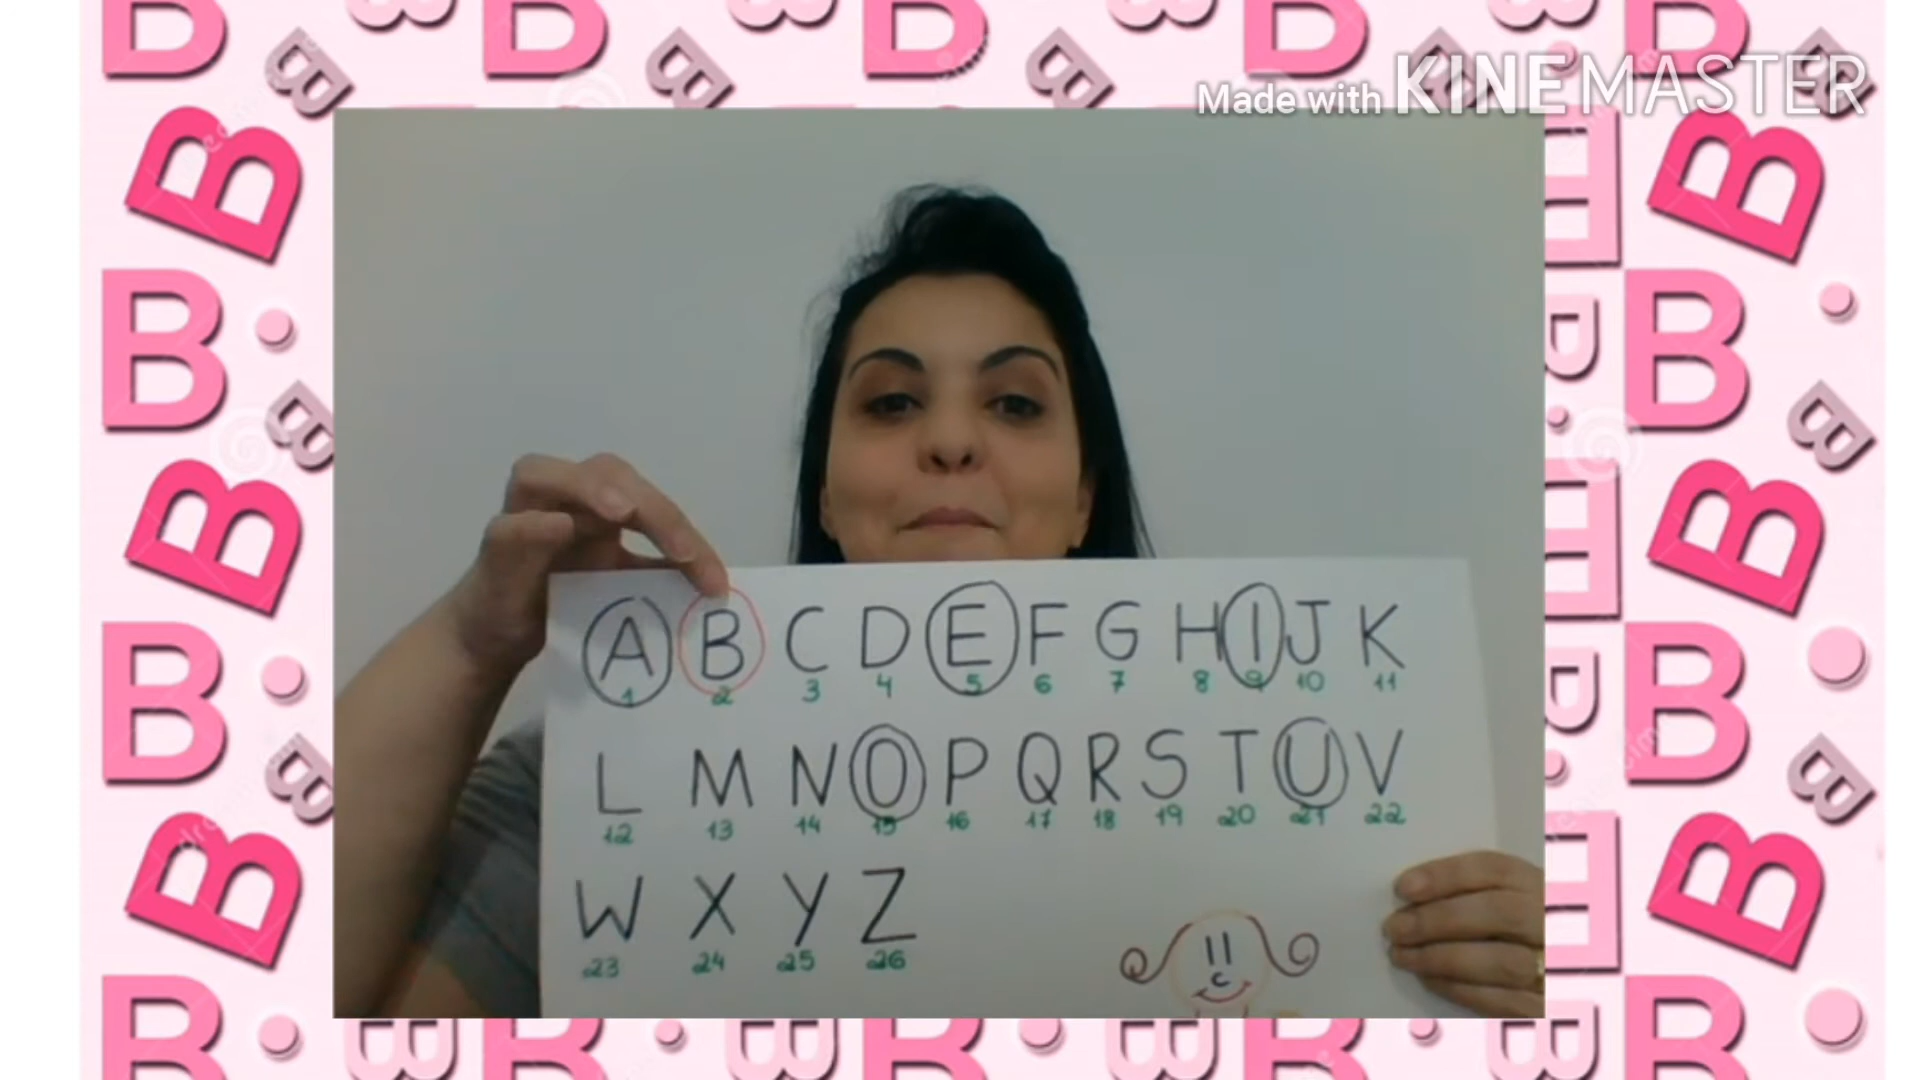 Made with KINEMASTER
A B C D E F G H I J K
1 2 3 4 5 6 7 8 9 10 11
L M N O P Q R S T U V
12 13 14 15 16 17 18 19 20 21 22
W X Y Z
23 24 25 26